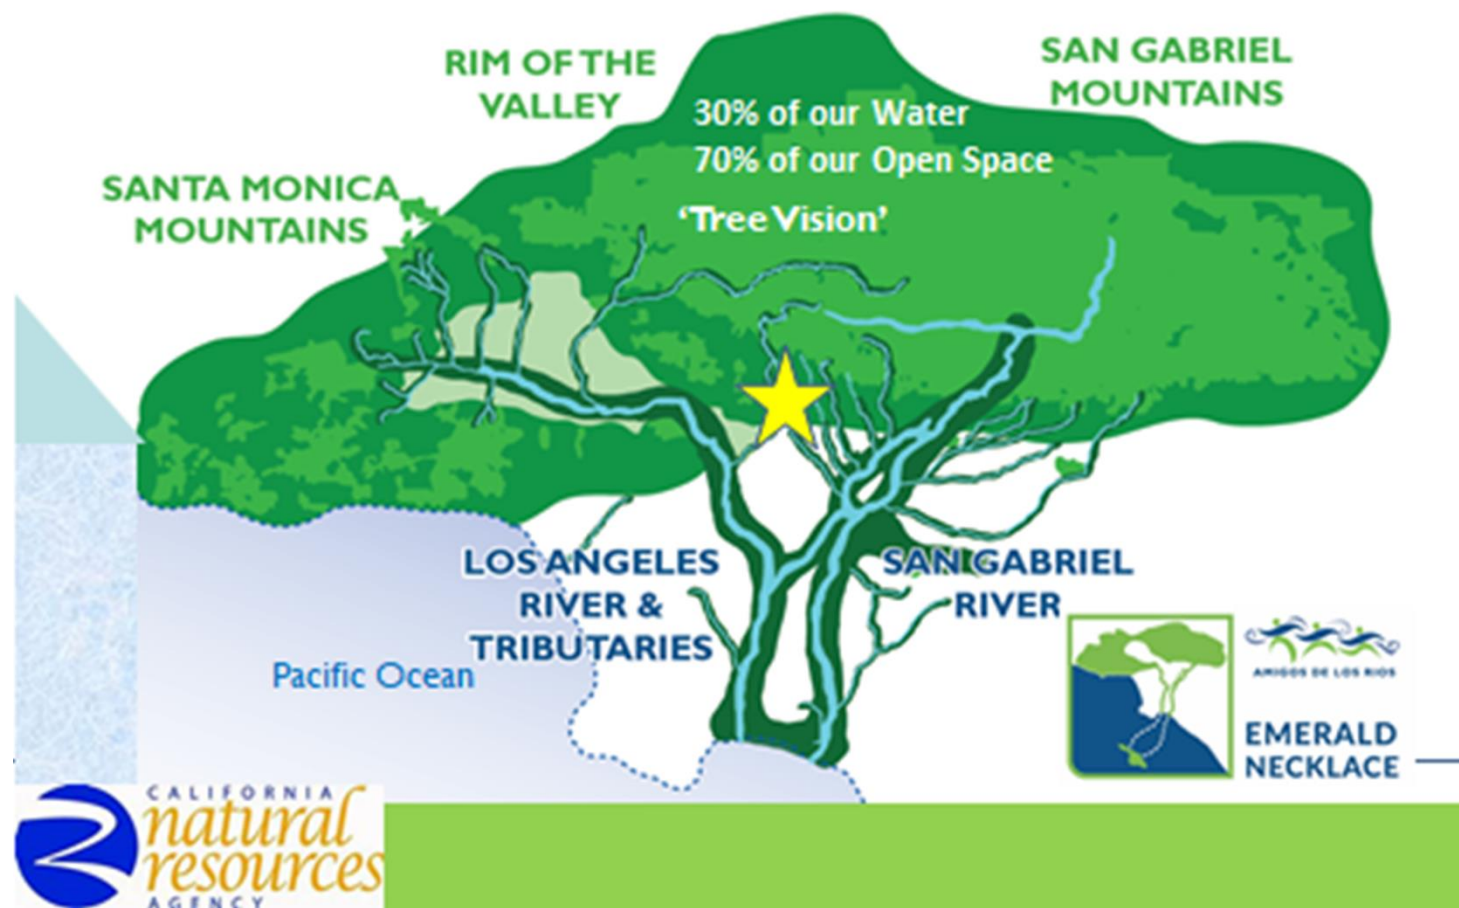 RIM OF THE
VALLEY
SAN GABRIEL
MOUNTAINS
30% of our Water
70% of our Open Space
SANTA MONICA
MOUNTAINS
‘Tree Vision’
LOS ANGELES
RIVER &
TRIBUTARIES
SAN GABRIEL
RIVER
Pacific Ocean
AMIGOS DE LOS RIOS
EMERALD
NECKLACE
CALIFORNIA
natural
resources
AGENCY